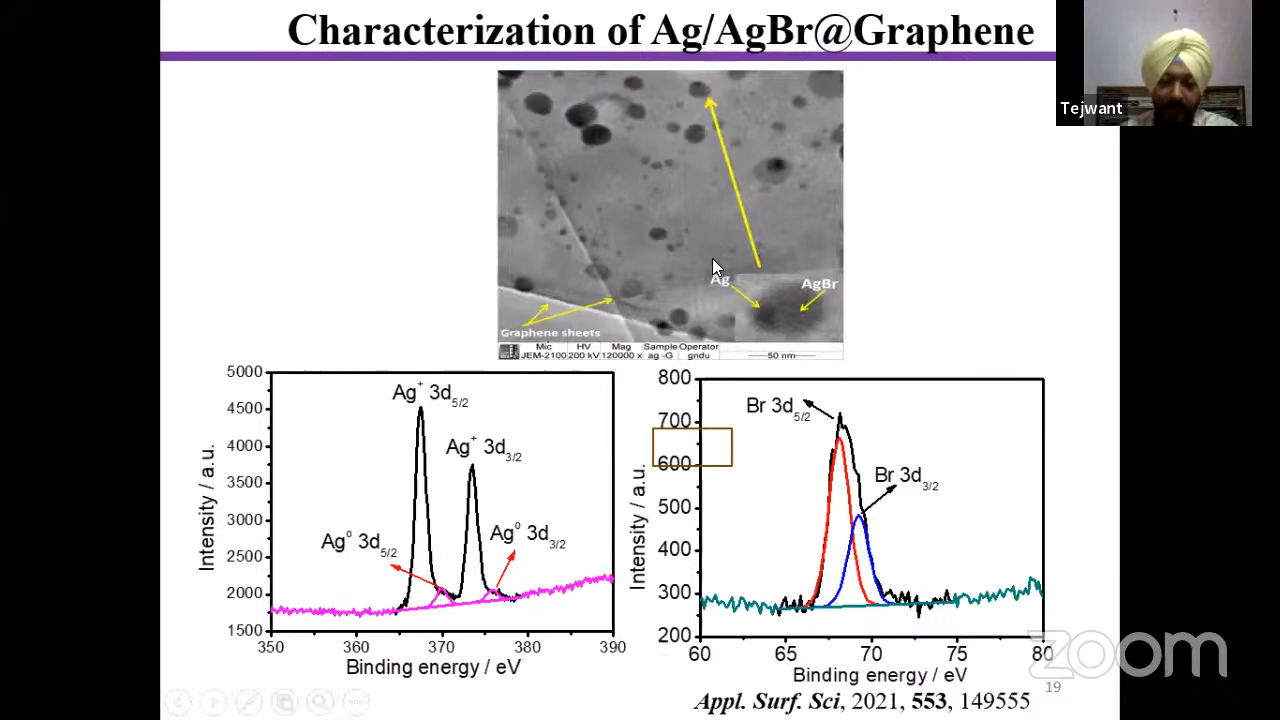 Characterization of Ag/AgBr@Graphene
Tejwant
Ag
AgBr
Graphene sheets
Mic HV Mag Sample Operator
JEM-2100 200 kV 120000 x ag -G gndu 50 nm
5000
4500
4000
3500
3000
2500
2000
1500
350 360 370 380 390
Intensity / a.u.
Binding energy / eV
Ag⁺ 3d5/2
Ag⁺ 3d3/2
Ag⁰ 3d5/2
Ag⁰ 3d3/2
800
700
600
500
400
300
200
60 65 70 75 80
Intensity / a.u.
Binding energy / eV
Br 3d5/2
Br 3d3/2
zoom
19
Appl. Surf. Sci, 2021, 553, 149555